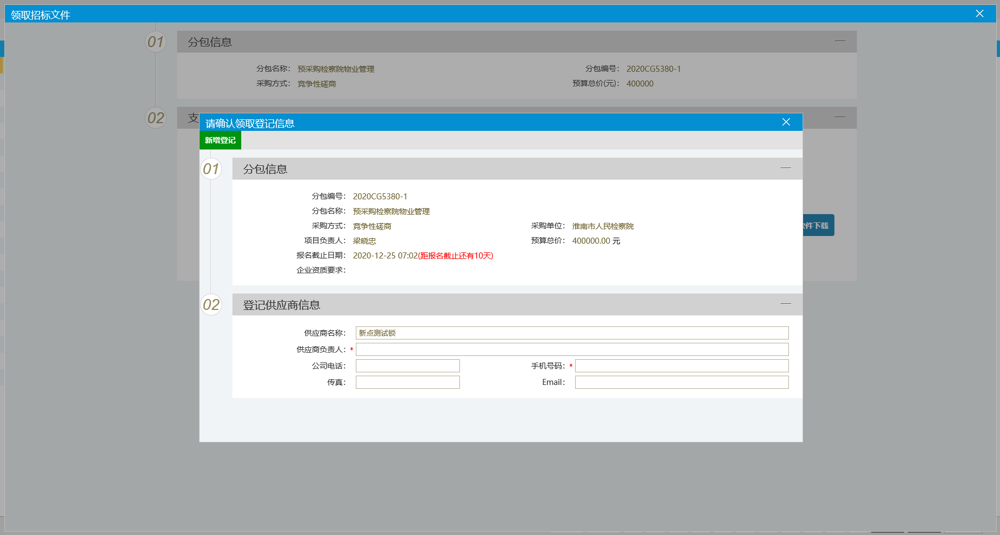 领取招标文件
01 分包信息
分包名称： 预采购检察院物业管理 分包编号： 2020CG5380-1
采购方式： 竞争性磋商 预算总价(元)： 400000
02 支
请确认领取登记信息
新增登记
01 分包信息
分包编号： 2020CG5380-1
分包名称： 预采购检察院物业管理
采购方式： 竞争性磋商 采购单位： 淮南市人民检察院
件下载
项目负责人： 梁晓忠 预算总价： 400000.00 元
报名截止日期： 2020-12-25 07:02(距报名截止还有10天)
企业资质要求：
02 登记供应商信息
供应商名称： 新点测试锁
供应商负责人：*
公司电话： 手机号码：*
传真： Email：